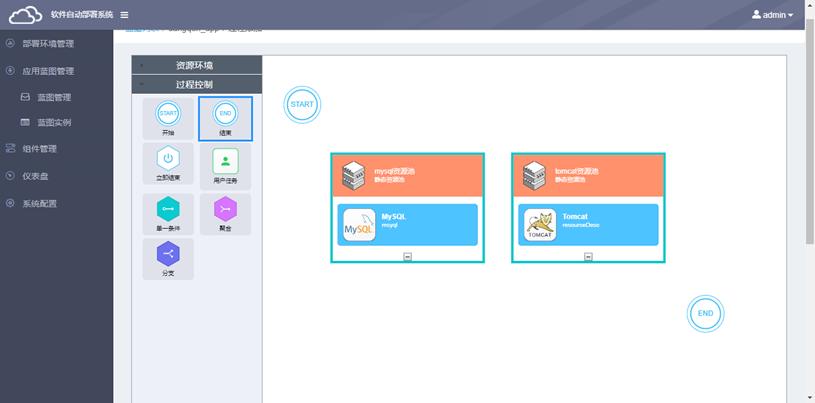 软件自动部署系统
admin
部署环境管理
应用蓝图管理
蓝图管理
蓝图实例
组件管理
仪表盘
系统配置
资源环境
过程控制
START
开始
END
结束
立即结束
用户任务
单一条件
聚合
分支
START
mysql资源池
静态资源池
MySQL
MySQL
msyql
tomcat资源池
静态资源池
TOMCAT
Tomcat
resourceDesc
END